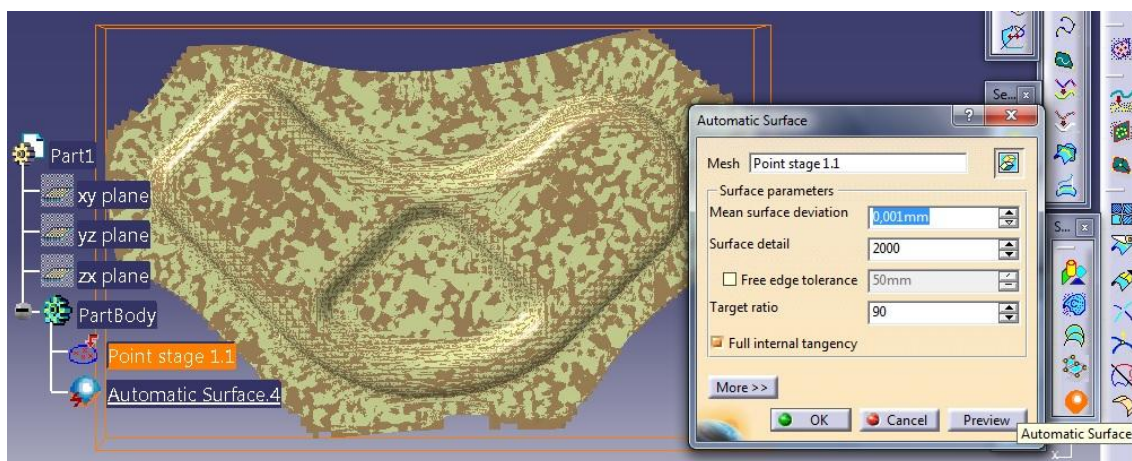 Se...
Automatic Surface
Part1
Mesh Point stage 1.1
xy plane
Surface parameters
Mean surface deviation 0,001mm
yz plane
S...
Surface detail 2000
zx plane
Free edge tolerance 50mm
PartBody
Target ratio 90
Full internal tangency
Point stage 1.1
More >>
Automatic Surface.4
OK Cancel Preview
Automatic Surface
x